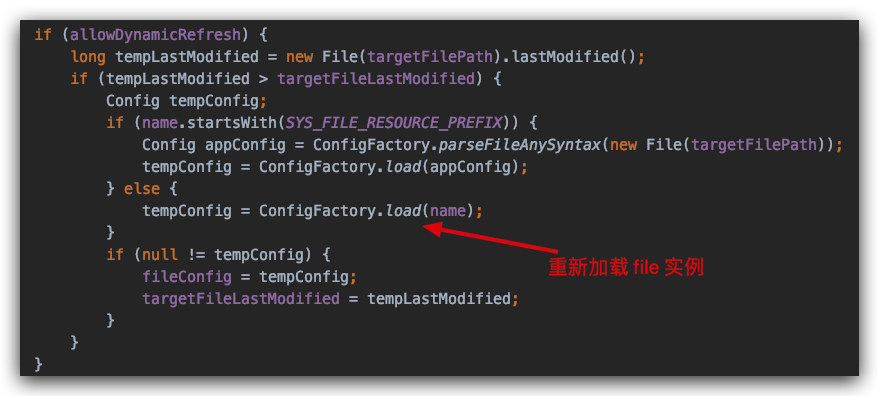 if (allowDynamicRefresh) {
long tempLastModified = new File(targetFilePath).lastModified();
if (tempLastModified > targetFileLastModified) {
Config tempConfig;
if (name.startsWith(SYS_FILE_RESOURCE_PREFIX)) {
Config appConfig = ConfigFactory.parseFileAnySyntax(new File(targetFilePath));
tempConfig = ConfigFactory.load(appConfig);
} else {
tempConfig = ConfigFactory.load(name);
}
if (null != tempConfig) {
重新加载 file 实例
fileConfig = tempConfig;
targetFileLastModified = tempLastModified;
}
}
}